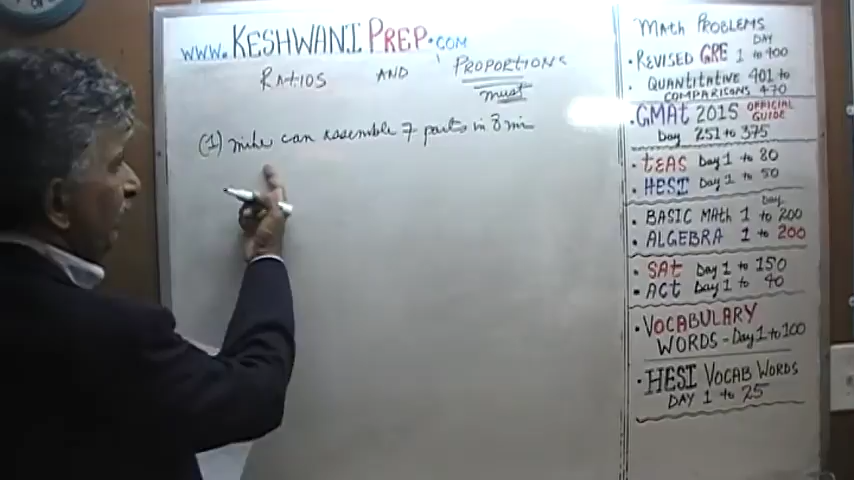 www.KESHWANI PREP.COM
RATIOS AND PROPORTIONS
must
(1) mike can assemble 7 parts in 8 min
MATH PROBLEMS
DAY
• REVISED GRE 1 to 400
• QUANTITATIVE 401 to
COMPARISONS 470
• GMAT 2015 OFFICIAL GUIDE
Day 251 to 375
• TEAS Day 1 to 80
• HESI Day 1 to 50
Day
• BASIC MATH 1 to 200
• ALGEBRA 1 to 200
• SAT Day 1 to 150
• ACT Day 1 to 40
• VOCABULARY
WORDS - Day 1 to 100
• HESI VOCAB WORDS
DAY 1 to 25